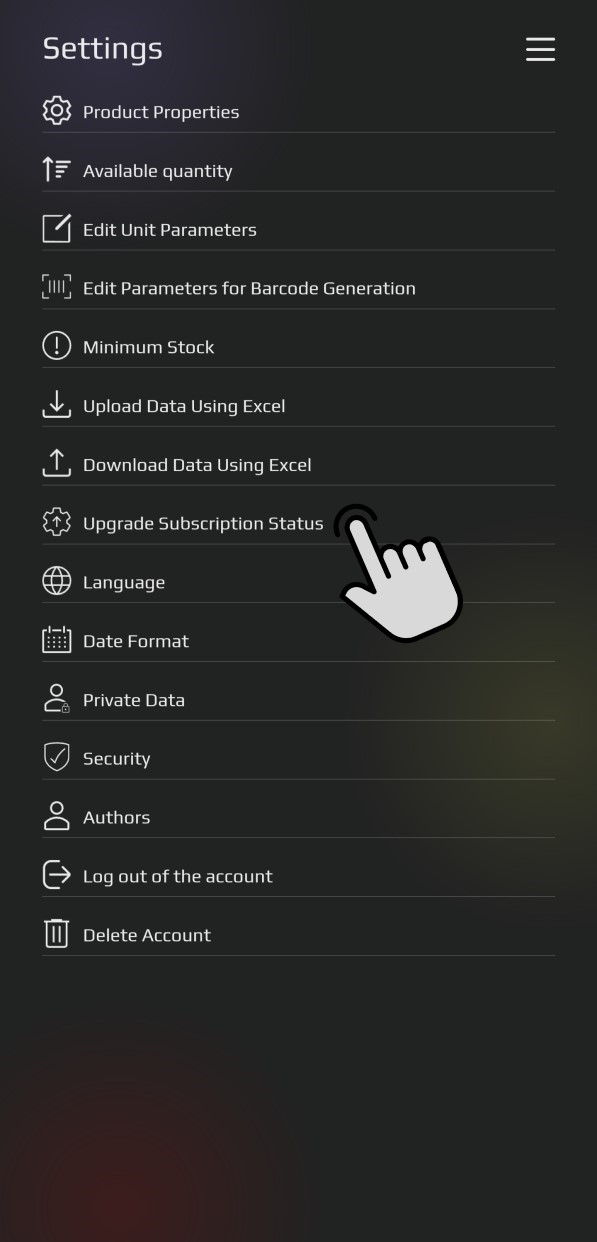 Settings
Product Properties
Available quantity
Edit Unit Parameters
Edit Parameters for Barcode Generation
Minimum Stock
Upload Data Using Excel
Download Data Using Excel
Upgrade Subscription Status
Language
Date Format
Private Data
Security
Authors
Log out of the account
Delete Account